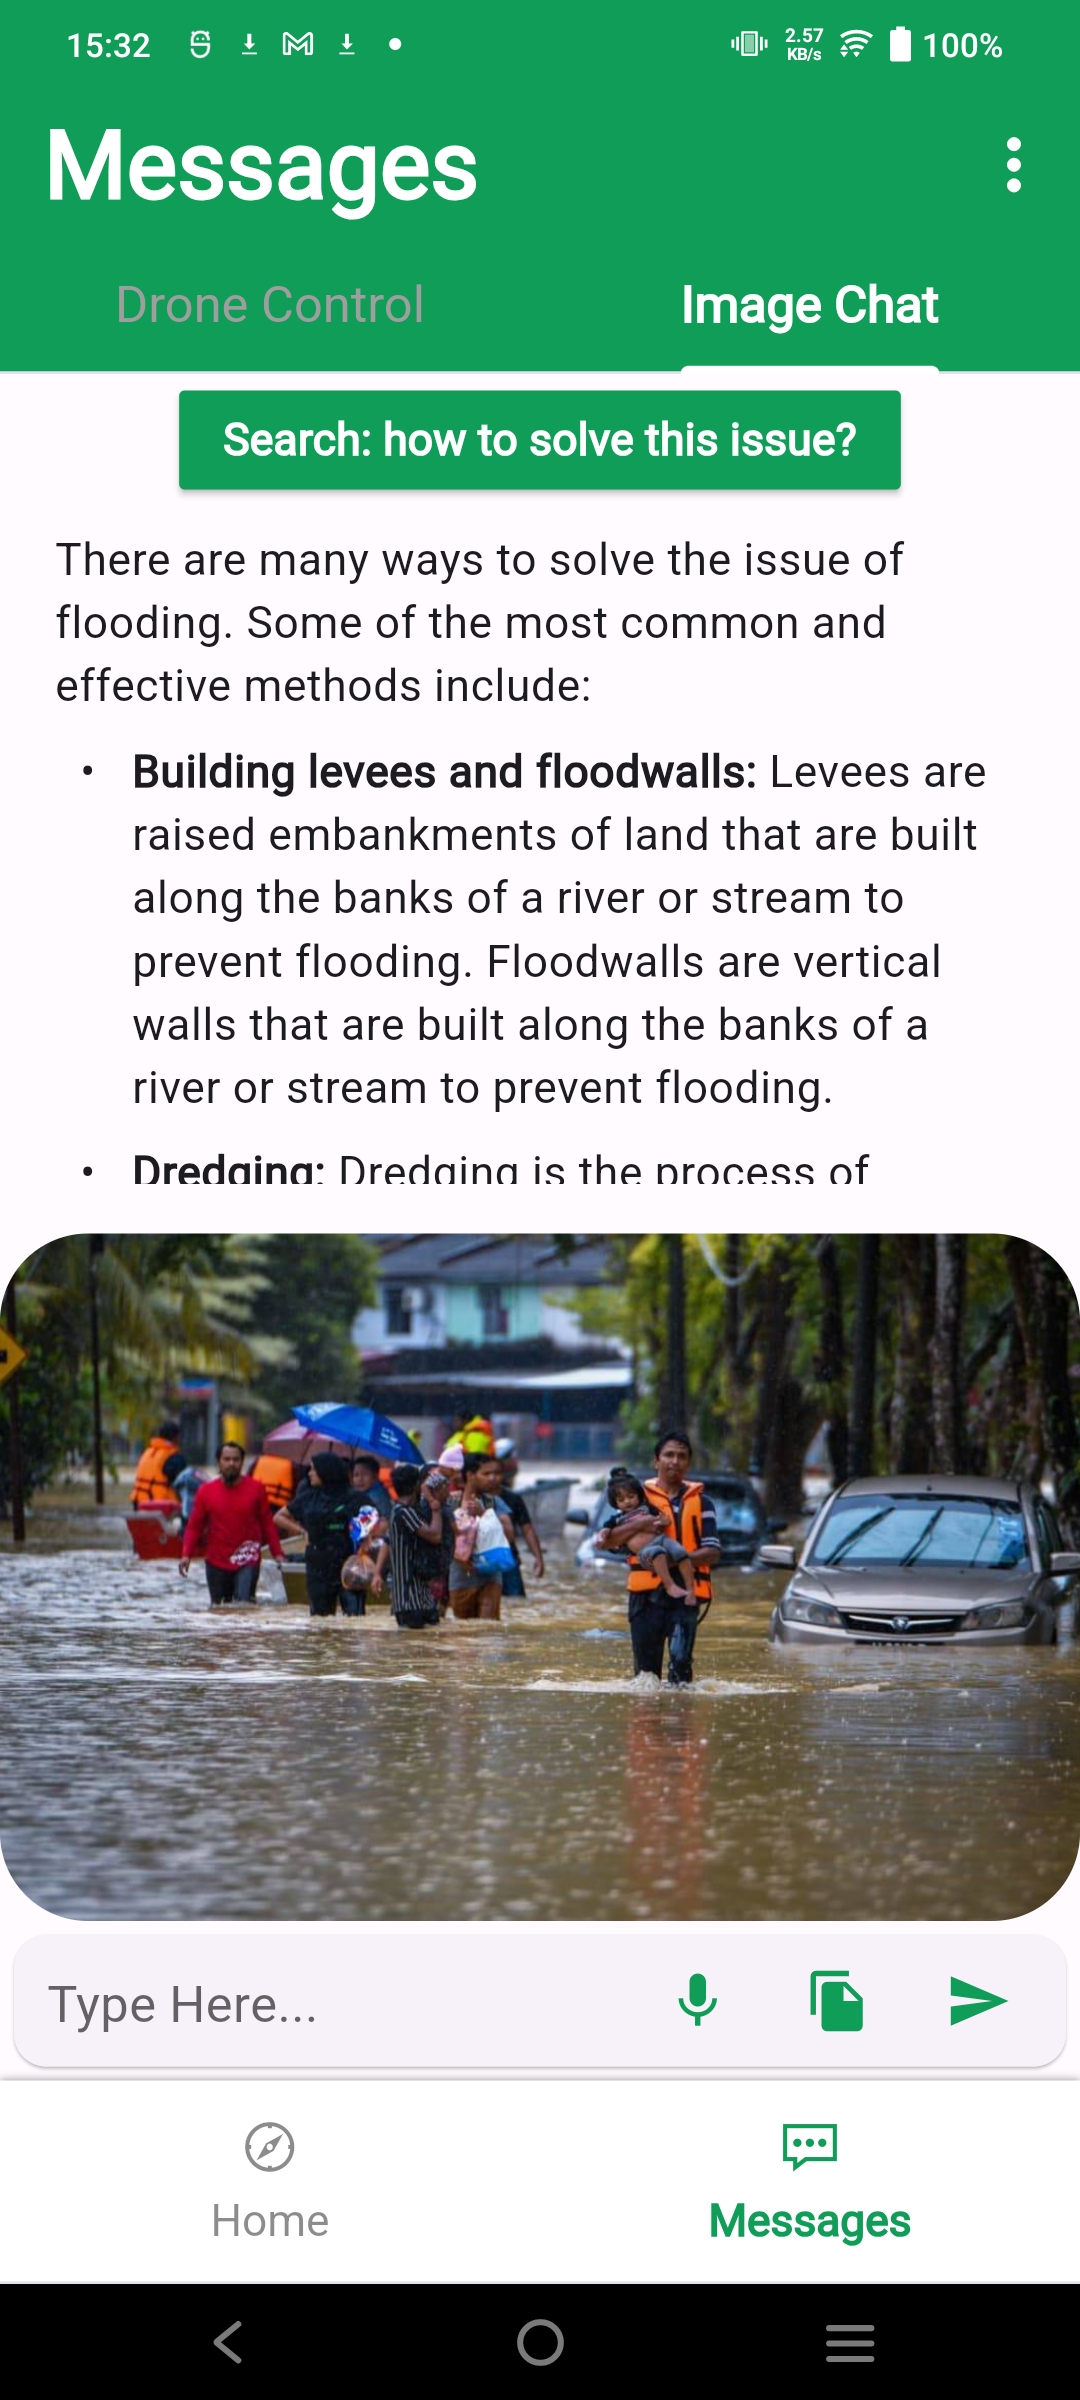 15:32
2.57
KB/s
100%
Messages
Drone Control
Image Chat
Search: how to solve this issue?
There are many ways to solve the issue of
flooding. Some of the most common and
effective methods include:
• Building levees and floodwalls: Levees are
raised embankments of land that are built
along the banks of a river or stream to
prevent flooding. Floodwalls are vertical
walls that are built along the banks of a
river or stream to prevent flooding.
• Dredging: Dredging is the process of
Type Here...
Home
Messages